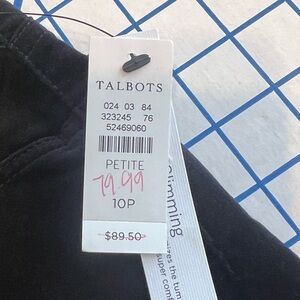 TALBOTS
024 03 84
323245 76
52469060
PETITE
79.99
10P
$89.50
slimming
the tum
super com